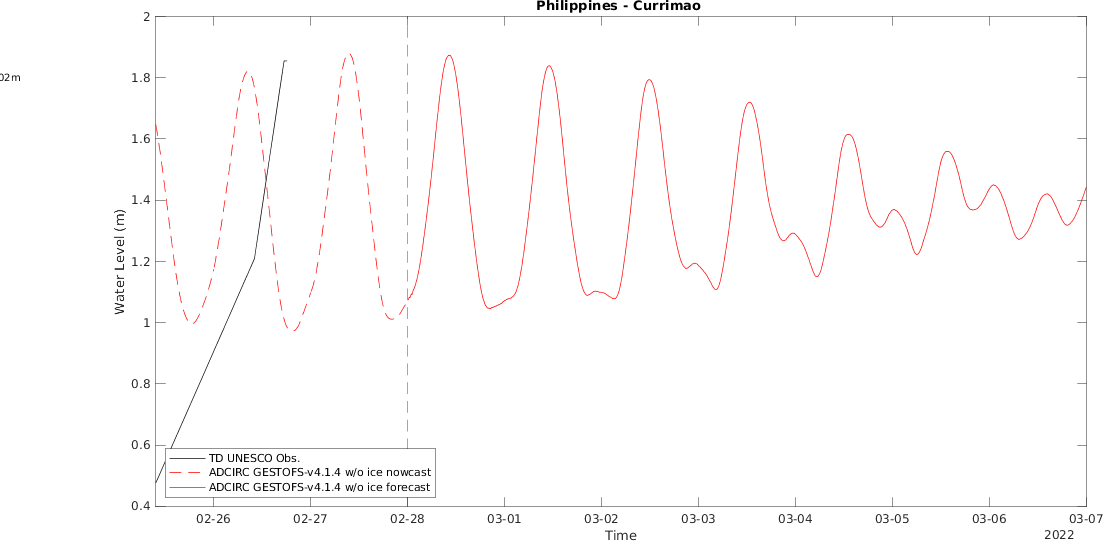 Philippines - Currimao
02m
Water Level (m)
2
1.8
1.6
1.4
1.2
1
0.8
0.6
0.4
TD UNESCO Obs.
ADCIRC GESTOFS-v4.1.4 w/o ice nowcast
ADCIRC GESTOFS-v4.1.4 w/o ice forecast
02-26 02-27 02-28 03-01 03-02 03-03 03-04 03-05 03-06 03-07
Time
2022